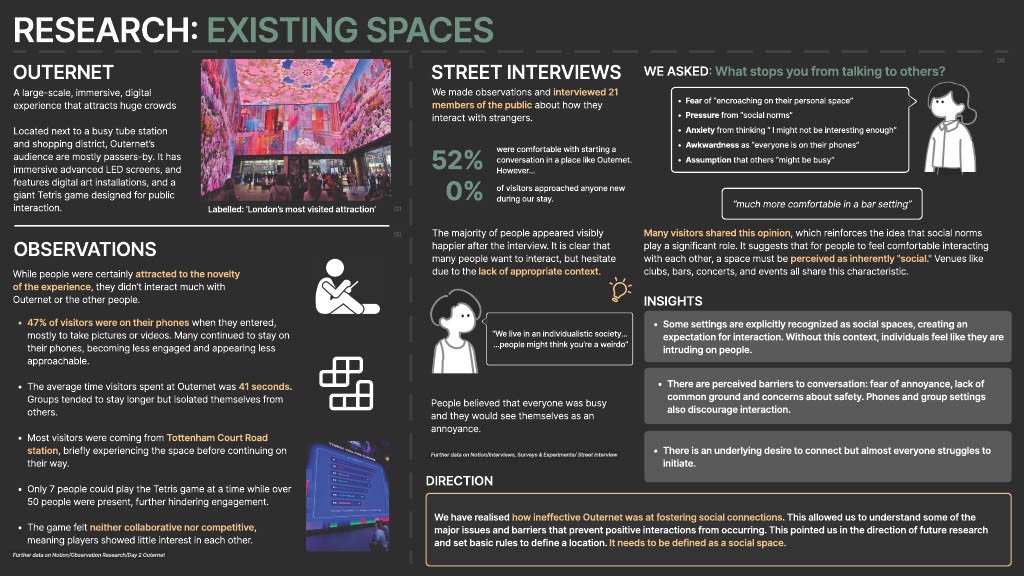 RESEARCH: EXISTING SPACES
OUTERNET
A large-scale, immersive, digital
experience that attracts huge crowds
Located next to a busy tube station
and shopping district, Outernet's
audience are mostly passers-by. It has
immersive advanced LED screens, and
features digital art installations, and a
giant Tetris game designed for public
interaction.
Labelled: 'London's most visited attraction'
OBSERVATIONS
While people were certainly attracted to the novelty
of the experience, they didn't interact much with
Outernet or the other people.
• 47% of visitors were on their phones when they entered,
mostly to take pictures or videos. Many continued to stay on
their phones, becoming less engaged and appearing less
approachable.
• The average time visitors spent at Outernet was 41 seconds.
Groups tended to stay longer but isolated themselves from
others.
• Most visitors were coming from Tottenham Court Road
station, briefly experiencing the space before continuing on
their way.
• Only 7 people could play the Tetris game at a time while over
50 people were present, further hindering engagement.
• The game felt neither collaborative nor competitive,
meaning players showed little interest in each other.
Further data on Notion/Observation Research/Day 2 Outernet
STREET INTERVIEWS
We made observations and interviewed 21
members of the public about how they
interact with strangers.
52% were comfortable with starting a
conversation in a place like Outernet.
However...
0% of visitors approached anyone new
during our stay.
The majority of people appeared visibly
happier after the interview. It is clear that
many people want to interact, but hesitate
due to the lack of appropriate context.
"We live in an individualistic society...
...people might think you're a weirdo"
People believed that everyone was busy
and they would see themselves as an
annoyance.
Further data on Notion/Interviews, Surveys & Experiments/ Street Interview
WE ASKED: What stops you from talking to others?
• Fear of "encroaching on their personal space"
• Pressure from "social norms"
• Anxiety from thinking " I might not be interesting enough"
• Awkwardness as "everyone is on their phones"
• Assumption that others "might be busy"
"much more comfortable in a bar setting"
Many visitors shared this opinion, which reinforces the idea that social norms
play a significant role. It suggests that for people to feel comfortable interacting
with each other, a space must be perceived as inherently "social." Venues like
clubs, bars, concerts, and events all share this characteristic.
INSIGHTS
• Some settings are explicitly recognized as social spaces, creating an
expectation for interaction. Without this context, individuals feel like they are
intruding on people.
• There are perceived barriers to conversation: fear of annoyance, lack of
common ground and concerns about safety. Phones and group settings
also discourage interaction.
• There is an underlying desire to connect but almost everyone struggles to
initiate.
DIRECTION
We have realised how ineffective Outernet was at fostering social connections. This allowed us to understand some of the
major issues and barriers that prevent positive interactions from occurring. This pointed us in the direction of future research
and set basic rules to define a location. It needs to be defined as a social space.